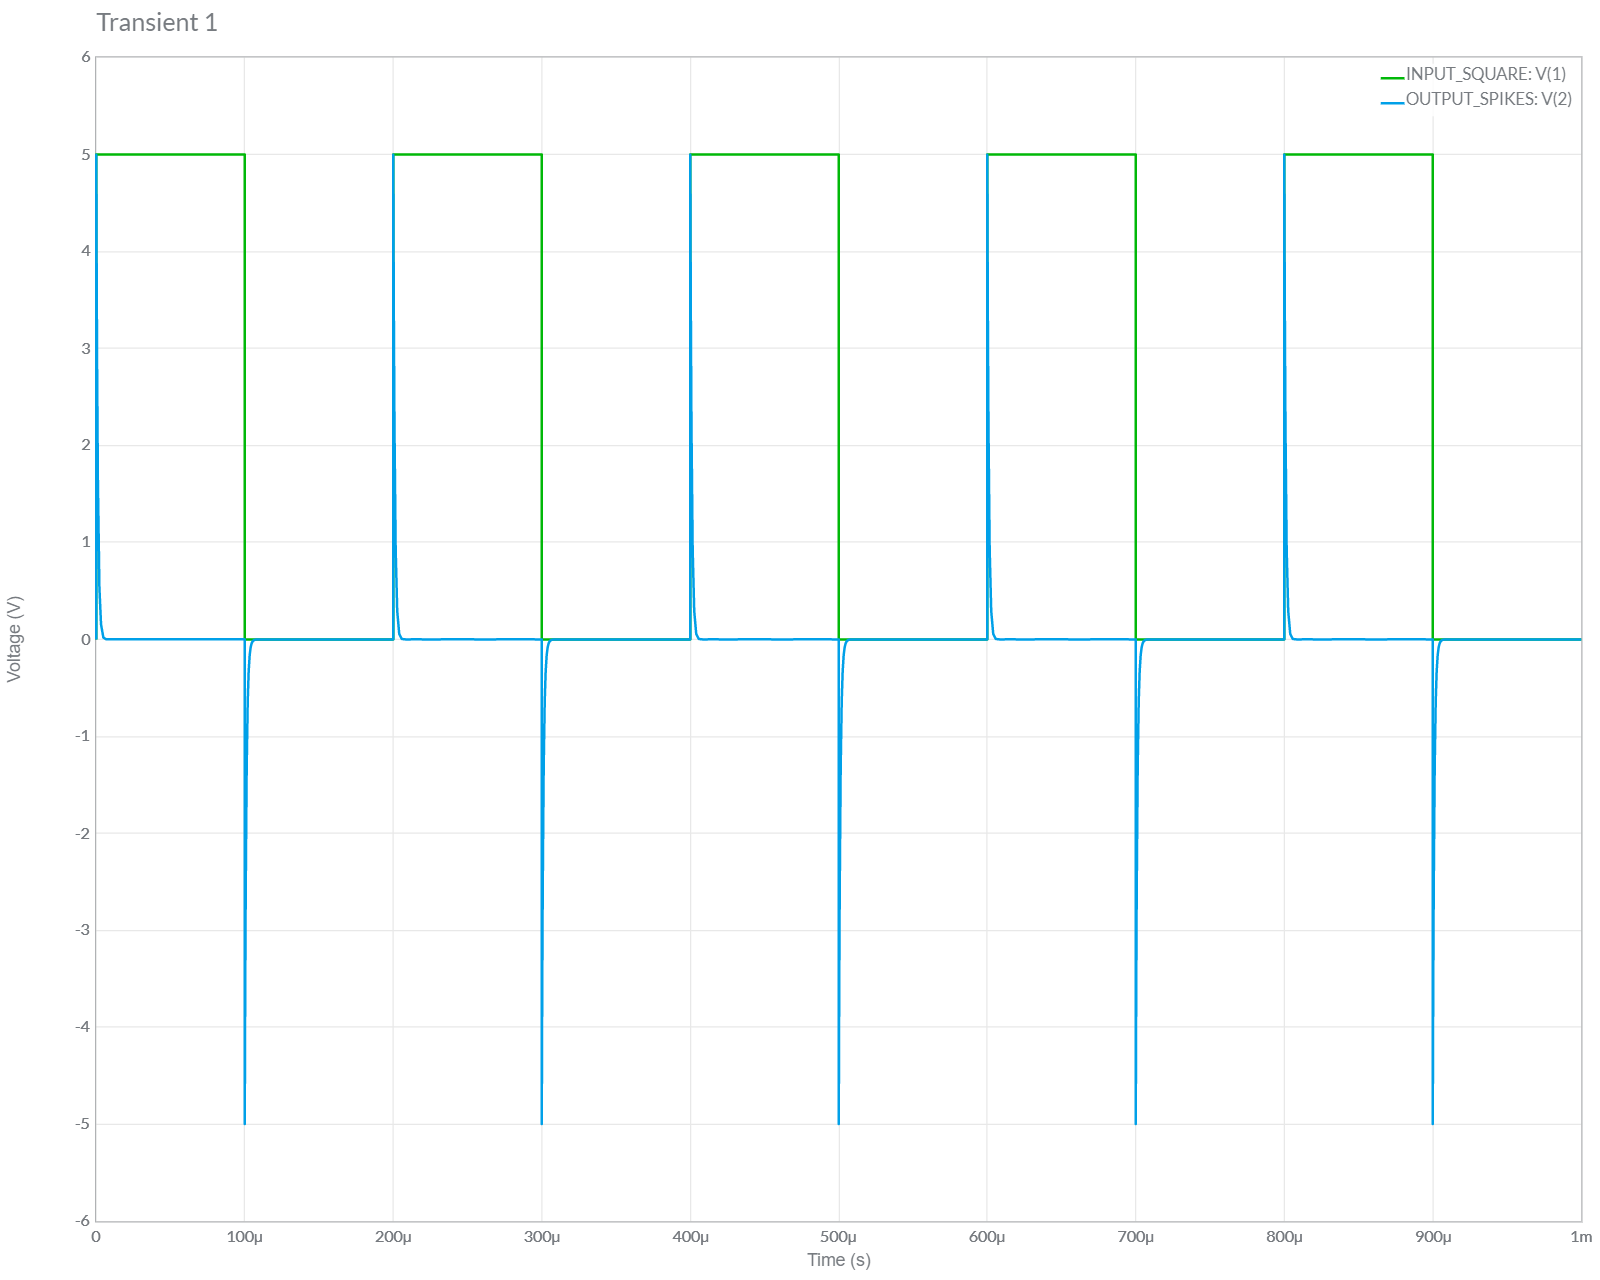 Transient 1
INPUT_SQUARE: V(1)
OUTPUT_SPIKES: V(2)
6
5
4
3
2
1
0
-1
-2
-3
-4
-5
-6
Voltage (V)
0 100µ 200µ 300µ 400µ 500µ 600µ 700µ 800µ 900µ 1m
Time (s)